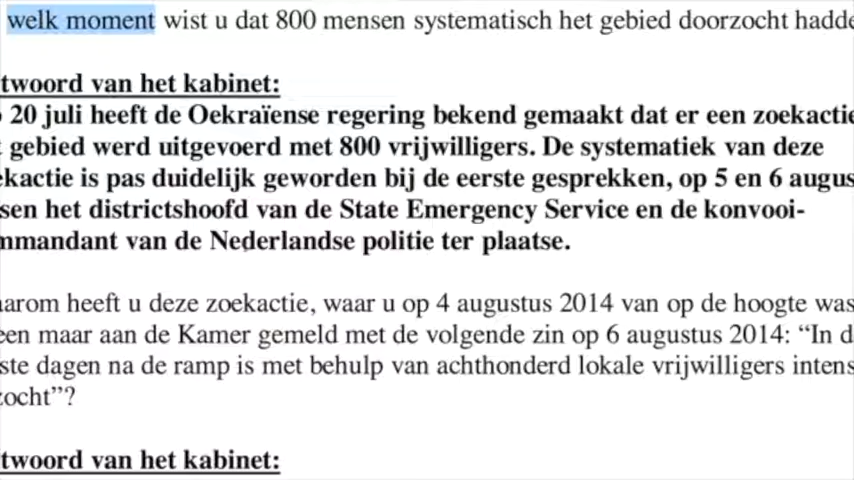 welk moment wist u dat 800 mensen systematisch het gebied doorzocht hadde
twoord van het kabinet:
20 juli heeft de Oekraïense regering bekend gemaakt dat er een zoekactie
gebied werd uitgevoerd met 800 vrijwilligers. De systematiek van deze
ekactie is pas duidelijk geworden bij de eerste gesprekken, op 5 en 6 augus
sen het districtshoofd van de State Emergency Service en de konvooi-
mmandant van de Nederlandse politie ter plaatse.
arom heeft u deze zoekactie, waar u op 4 augustus 2014 van op de hoogte was
een maar aan de Kamer gemeld met de volgende zin op 6 augustus 2014: “In d
ste dagen na de ramp is met behulp van achthonderd lokale vrijwilligers intens
zocht”?
twoord van het kabinet: